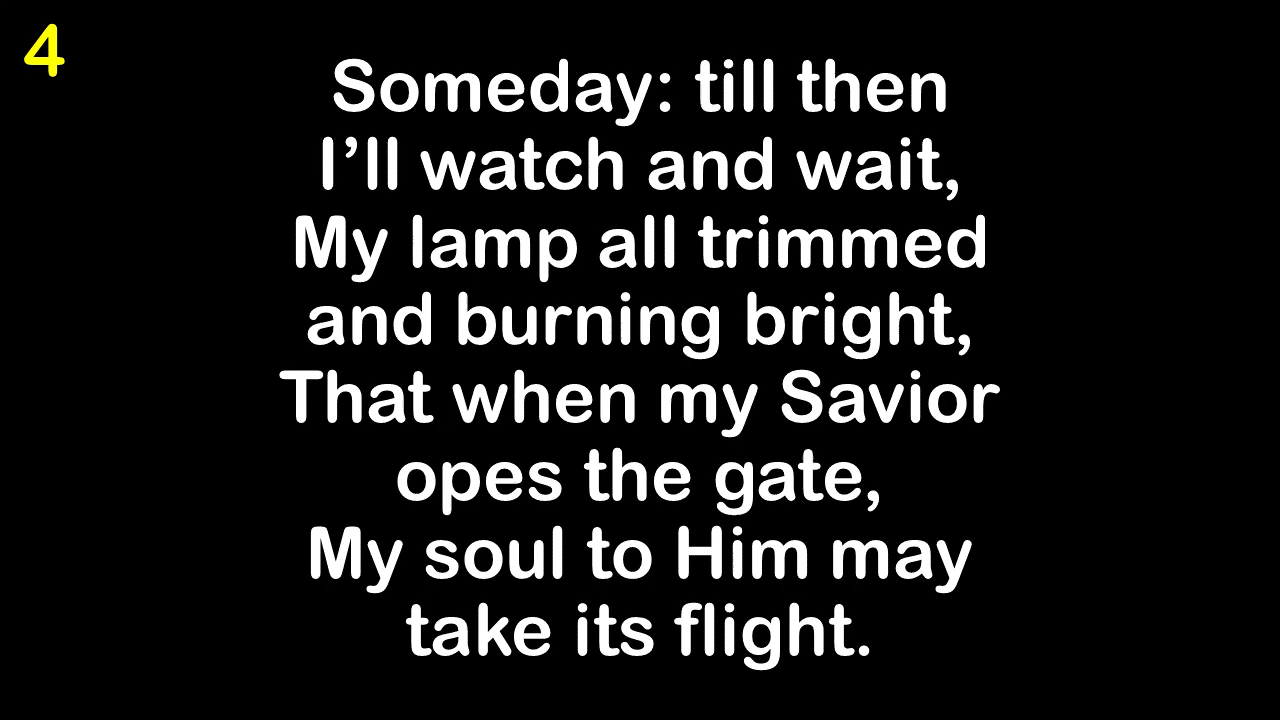 4
Someday: till then
I’ll watch and wait,
My lamp all trimmed
and burning bright,
That when my Savior
opes the gate,
My soul to Him may
take its flight.